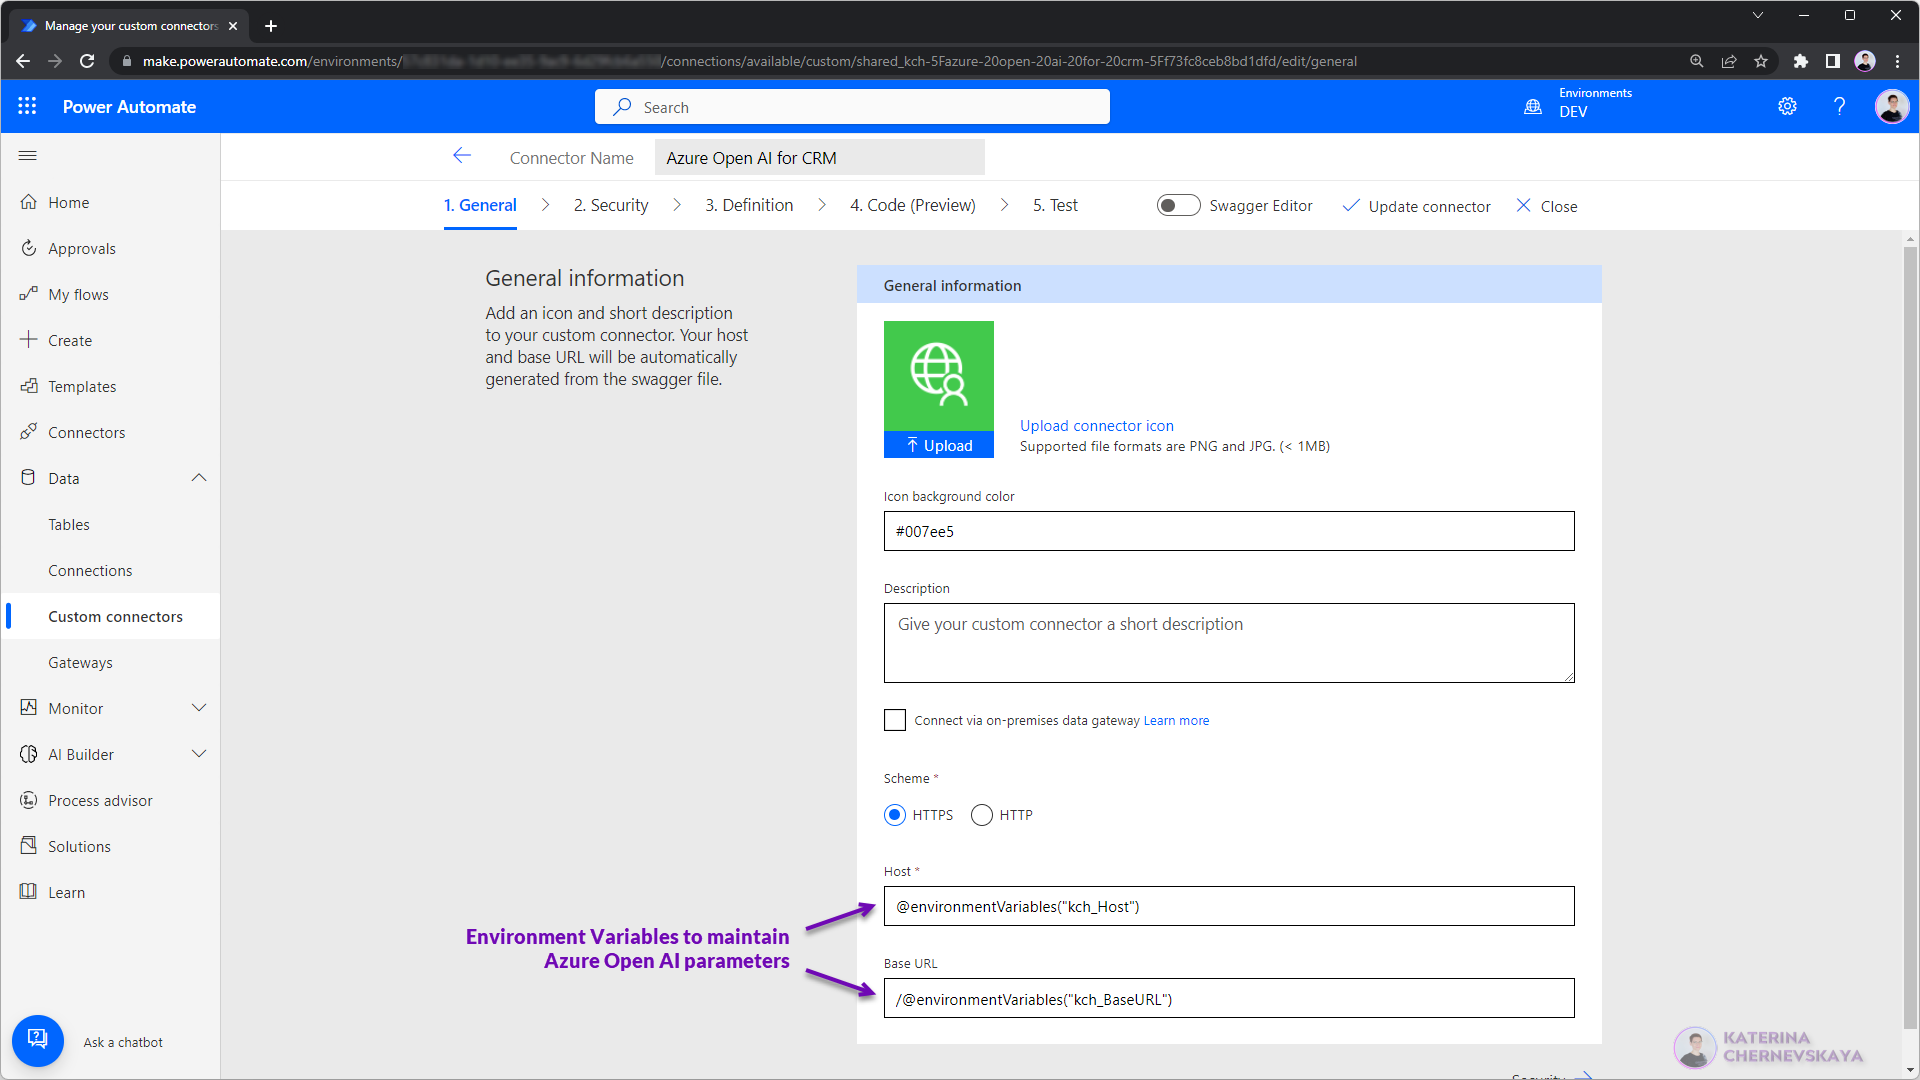 Manage your custom connectors
make.powerautomate.com/environments/ /connections/available/custom/shared_kch-5Fazure-20open-20ai-20for-20crm-5Ff73fc8ceb8bd1dfd/edit/general
Power Automate
Search
Environments
DEV
Connector Name
Azure Open AI for CRM
1. General
2. Security
3. Definition
4. Code (Preview)
5. Test
Swagger Editor
Update connector
Close
Home
Approvals
My flows
Create
Templates
Connectors
Data
Tables
Connections
Custom connectors
Gateways
Monitor
AI Builder
Process advisor
Solutions
Learn
Ask a chatbot
General information
Add an icon and short description
to your custom connector. Your host
and base URL will be automatically
generated from the swagger file.
General information
Upload
Upload connector icon
Supported file formats are PNG and JPG. (< 1MB)
Icon background color
#007ee5
Description
Give your custom connector a short description
Connect via on-premises data gateway Learn more
Scheme *
HTTPS
HTTP
Host *
@environmentVariables("kch_Host")
Environment Variables to maintain
Azure Open AI parameters
Base URL
/@environmentVariables("kch_BaseURL")
KATERINA
CHERNEVSKAYA
Security